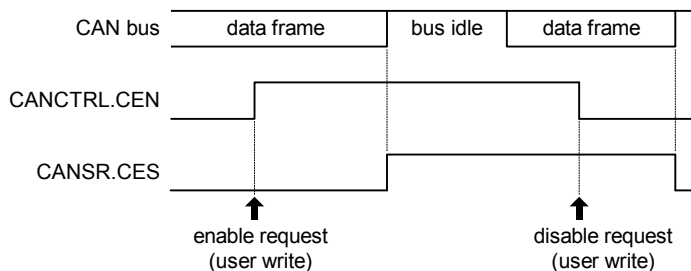 CAN bus
data frame
bus idle
data frame
CANCTRL.CEN
CANSR.CES
enable request
(user write)
disable request
(user write)